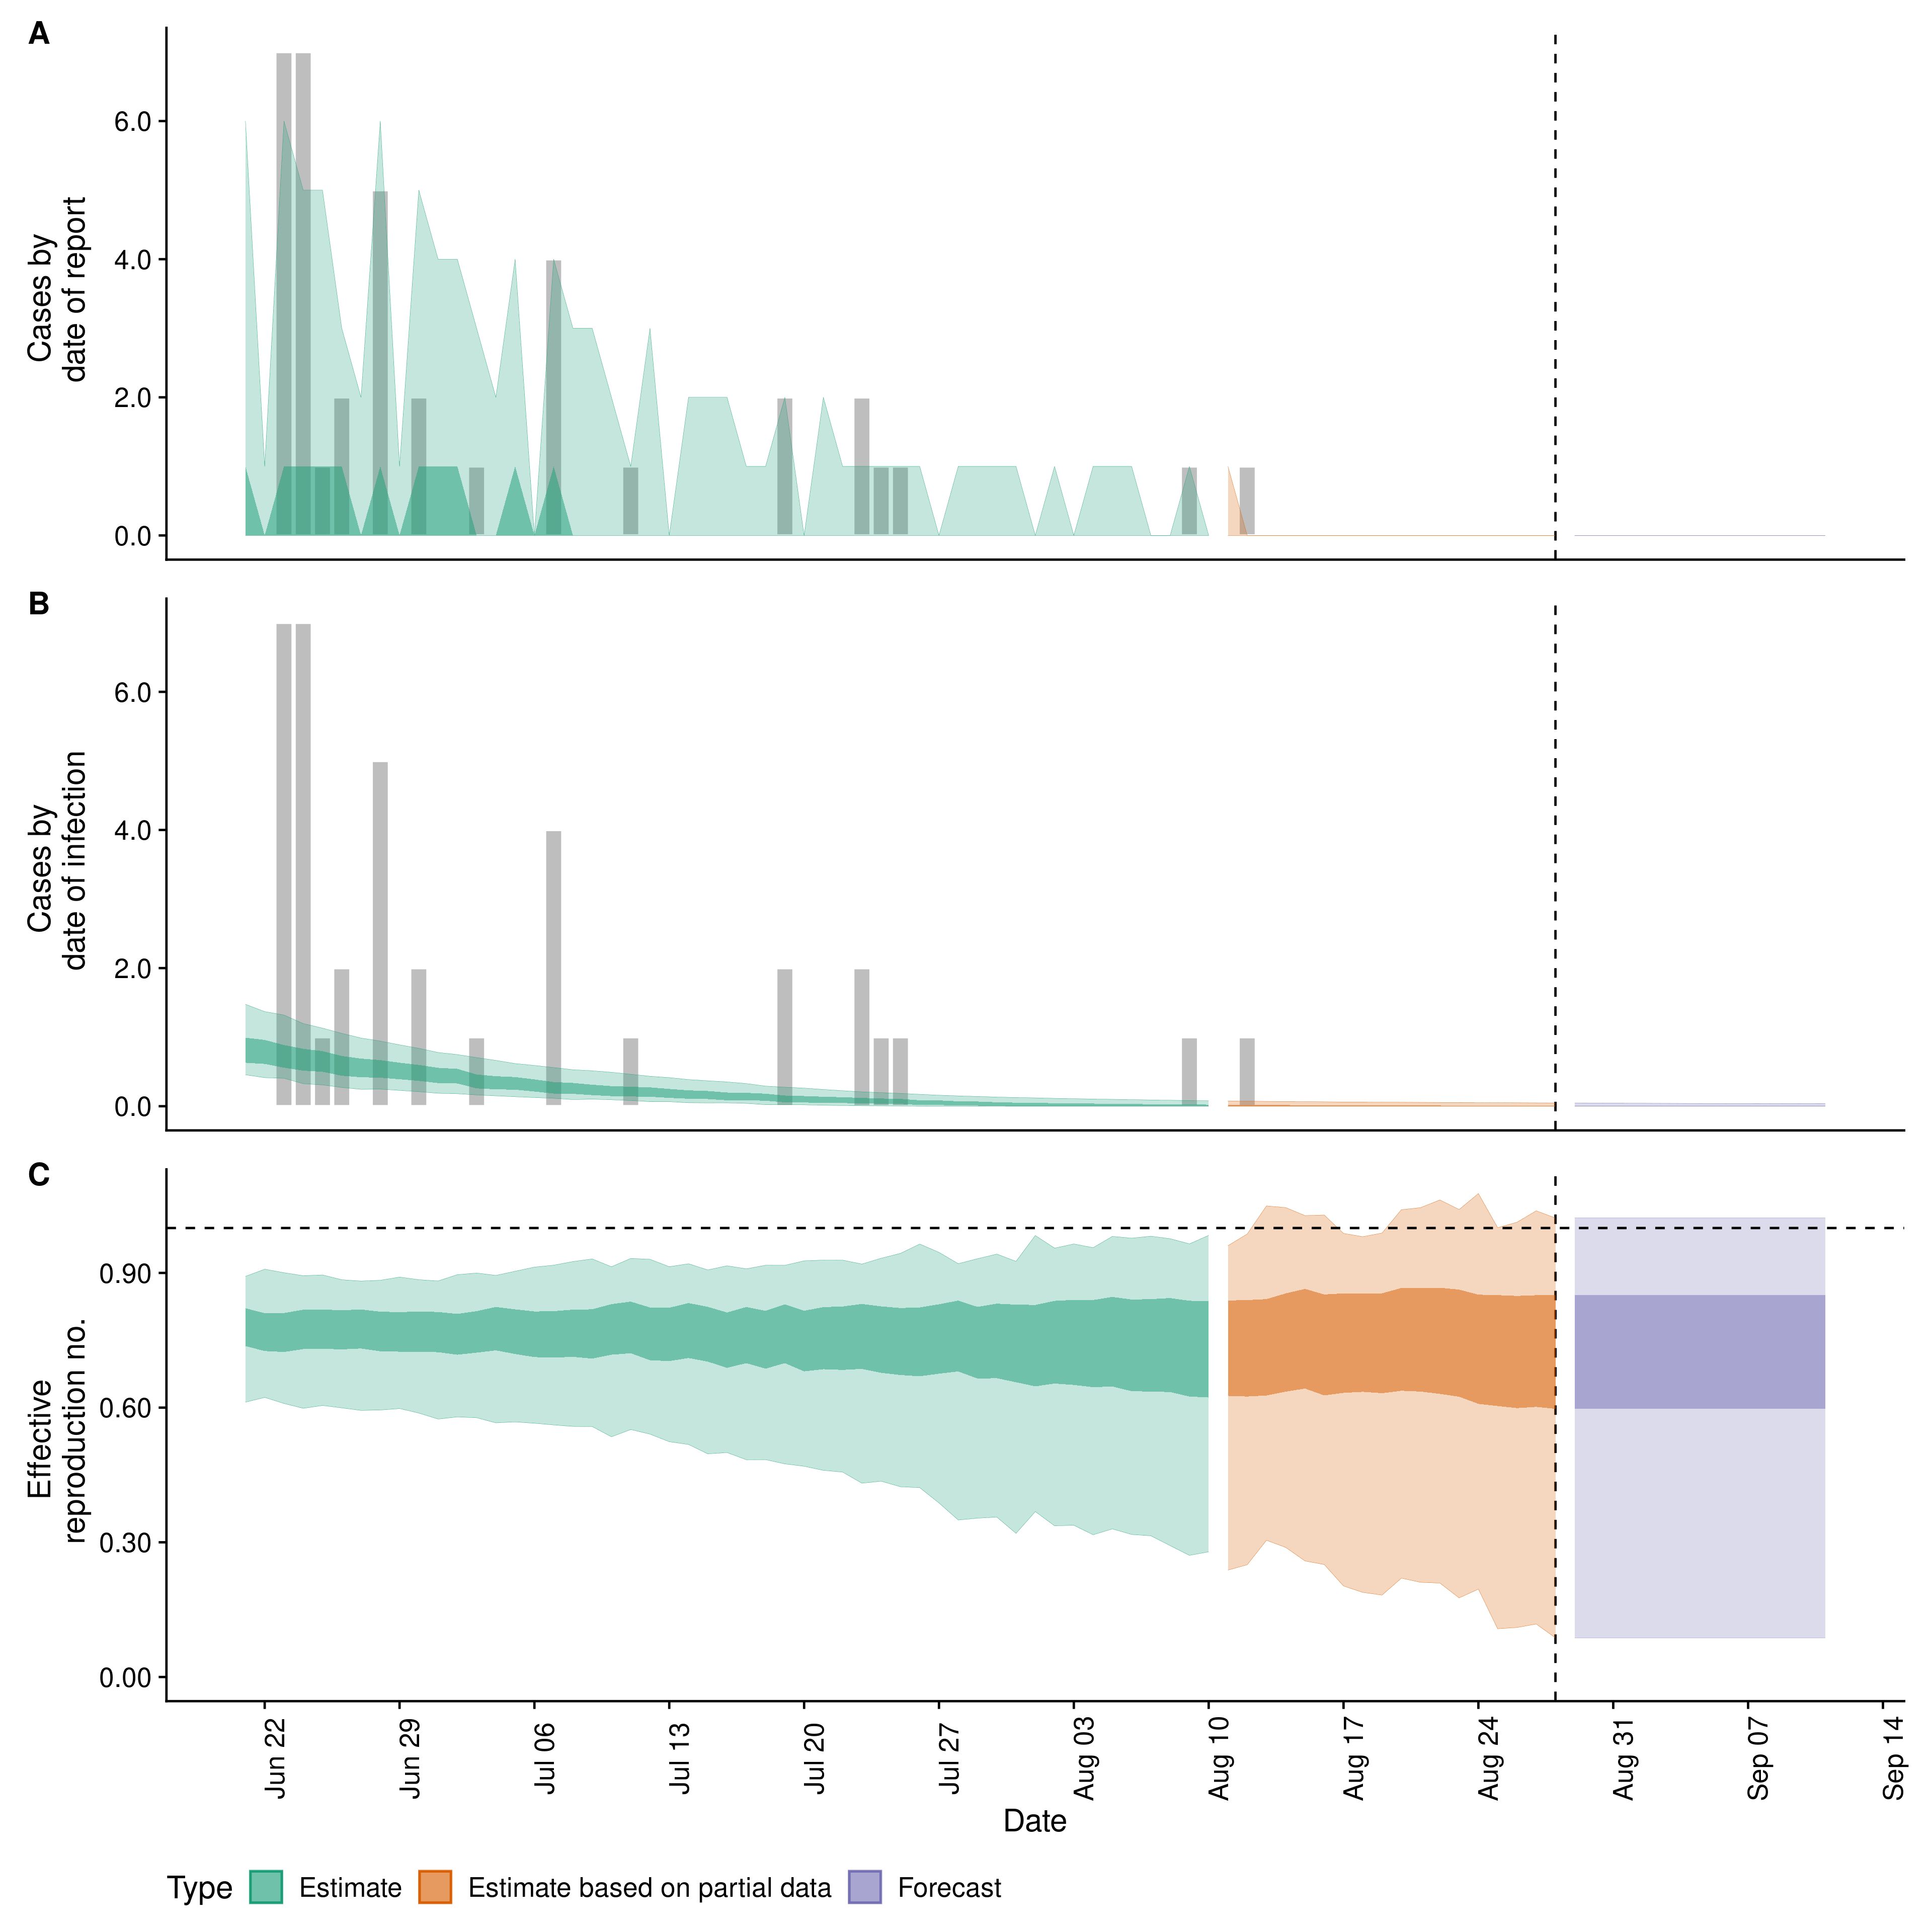 A
Cases by
date of report
6.0
4.0
2.0
0.0
B
Cases by
date of infection
6.0
4.0
2.0
0.0
C
Effective
reproduction no.
0.90
0.60
0.30
0.00
Jun 22
Jun 29
Jul 06
Jul 13
Jul 20
Jul 27
Aug 03
Aug 10
Aug 17
Aug 24
Aug 31
Sep 07
Sep 14
Date
Type Estimate Estimate based on partial data Forecast